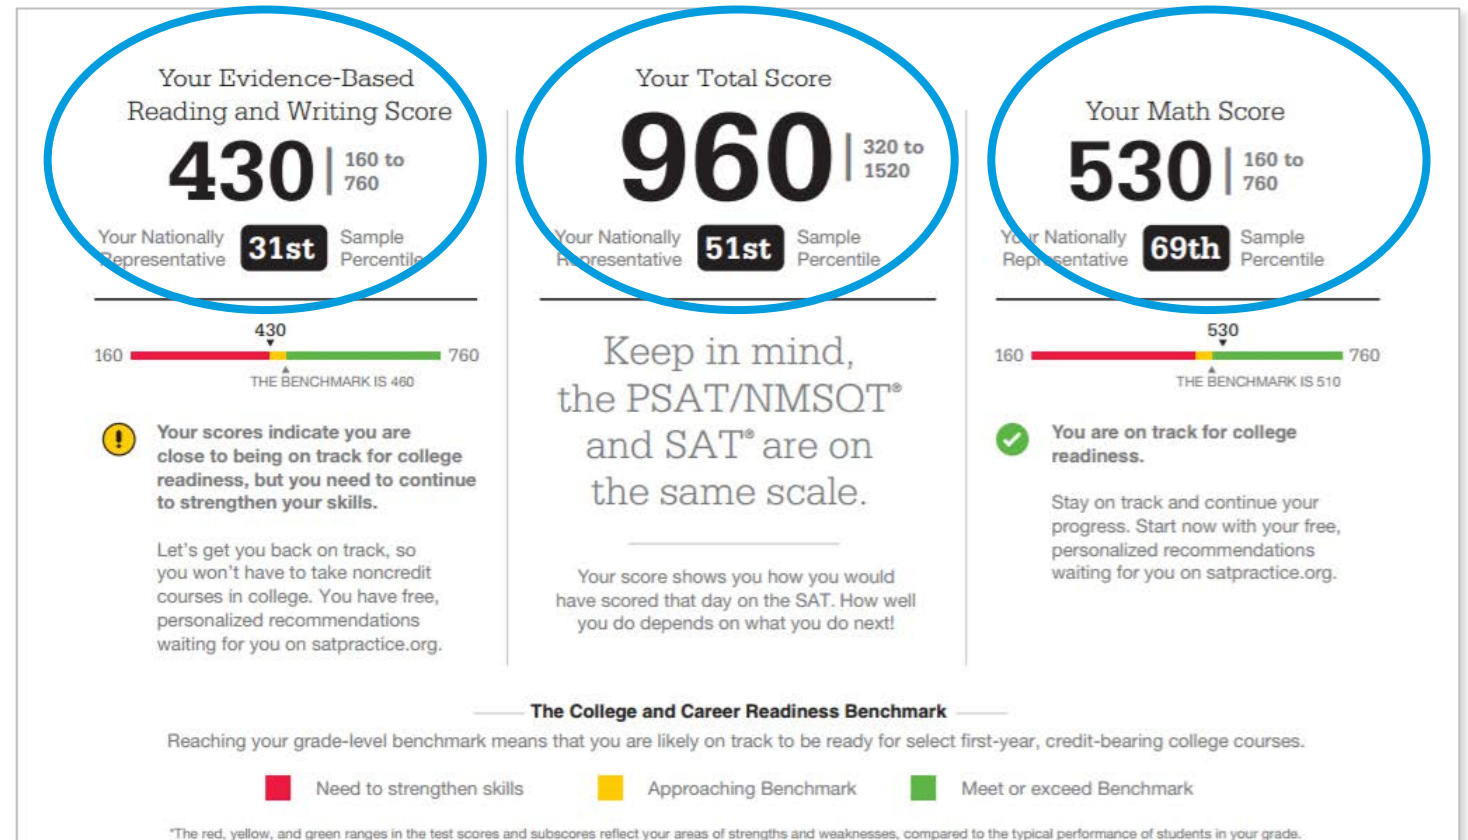 Your Evidence-Based
Reading and Writing Score
430
160 to
760
Your Nationally
Representative
31st
Sample
Percentile
160
430
760
THE BENCHMARK IS 460
Your scores indicate you are
close to being on track for college
readiness, but you need to continue
to strengthen your skills.
Let's get you back on track, so
you won't have to take noncredit
courses in college. You have free,
personalized recommendations
waiting for you on satpractice.org.
Your Total Score
960
320 to
1520
Your Nationally
Representative
51st
Sample
Percentile
Keep in mind,
the PSAT/NMSQT®
and SAT® are on
the same scale.
Your score shows you how you would
have scored that day on the SAT. How well
you do depends on what you do next!
Your Math Score
530
160 to
760
Your Nationally
Representative
69th
Sample
Percentile
160
530
760
THE BENCHMARK IS 510
You are on track for college
readiness.
Stay on track and continue your
progress. Start now with your free,
personalized recommendations
waiting for you on satpractice.org.
The College and Career Readiness Benchmark
Reaching your grade-level benchmark means that you are likely on track to be ready for select first-year, credit-bearing college courses.
Need to strengthen skills
Approaching Benchmark
Meet or exceed Benchmark
*The red, yellow, and green ranges in the test scores and subscores reflect your areas of strengths and weaknesses, compared to the typical performance of students in your grade.